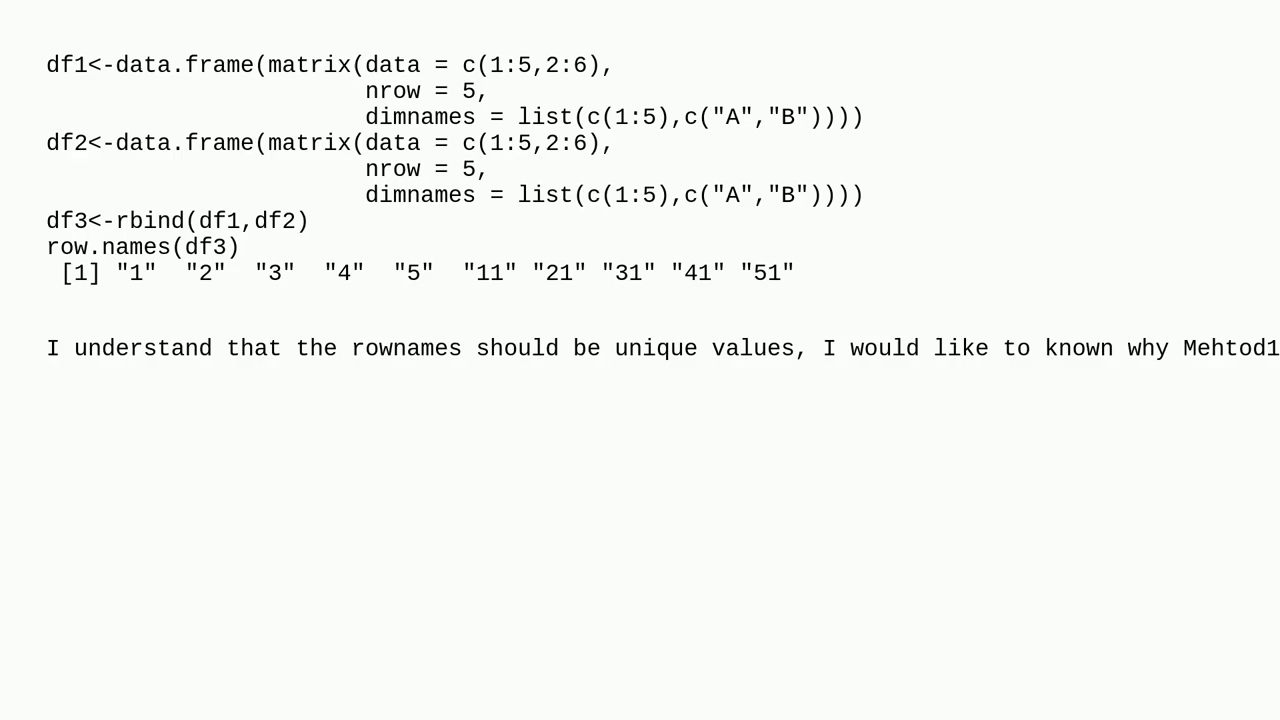 df1<-data.frame(matrix(data = c(1:5,2:6),
                       nrow = 5,
                       dimnames = list(c(1:5),c("A","B"))))
df2<-data.frame(matrix(data = c(1:5,2:6),
                       nrow = 5,
                       dimnames = list(c(1:5),c("A","B"))))
df3<-rbind(df1,df2)
row.names(df3)
 [1] "1"  "2"  "3"  "4"  "5"  "11" "21" "31" "41" "51"
I understand that the rownames should be unique values, I would like to known why Mehtod1